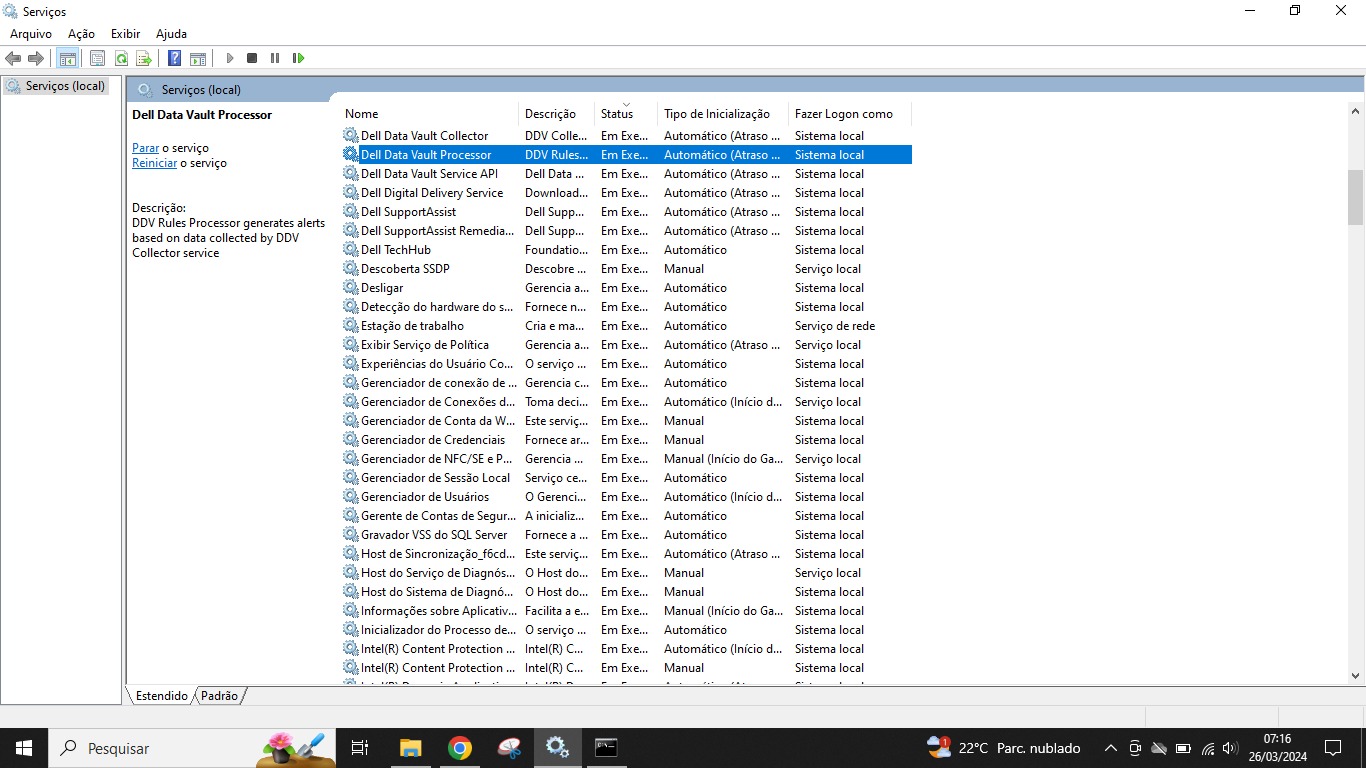 Serviços
Arquivo Ação Exibir Ajuda
Serviços (local)
Serviços (local)
Dell Data Vault Processor
Parar o serviço
Reiniciar o serviço
Descrição:
DDV Rules Processor generates alerts
based on data collected by DDV
Collector service
Nome Descrição Status Tipo de Inicialização Fazer Logon como
Dell Data Vault Collector DDV Colle... Em Exe... Automático (Atraso ... Sistema local
Dell Data Vault Processor DDV Rules... Em Exe... Automático (Atraso ... Sistema local
Dell Data Vault Service API Dell Data ... Em Exe... Automático (Atraso ... Sistema local
Dell Digital Delivery Service Download... Em Exe... Automático (Atraso ... Sistema local
Dell SupportAssist Dell Supp... Em Exe... Automático (Atraso ... Sistema local
Dell SupportAssist Remedia... Dell Supp... Em Exe... Automático (Atraso ... Sistema local
Dell TechHub Foundatio... Em Exe... Automático Sistema local
Descoberta SSDP Descobre ... Em Exe... Manual Serviço local
Desligar Gerencia a... Em Exe... Automático Sistema local
Detecção do hardware do s... Fornece n... Em Exe... Automático Sistema local
Estação de trabalho Cria e ma... Em Exe... Automático Serviço de rede
Exibir Serviço de Política Gerencia a... Em Exe... Automático (Atraso ... Serviço local
Experiências do Usuário Co... O serviço ... Em Exe... Automático Sistema local
Gerenciador de conexão de ... Gerencia c... Em Exe... Automático Sistema local
Gerenciador de Conexões d... Toma deci... Em Exe... Automático (Início d... Serviço local
Gerenciador de Conta da W... Este serviç... Em Exe... Manual Sistema local
Gerenciador de Credenciais Fornece ar... Em Exe... Manual Sistema local
Gerenciador de NFC/SE e P... Gerencia ... Em Exe... Manual (Início do Ga... Serviço local
Gerenciador de Sessão Local Serviço ce... Em Exe... Automático Sistema local
Gerenciador de Usuários O Gerenci... Em Exe... Automático (Início d... Sistema local
Gerente de Contas de Segur... A inicializ... Em Exe... Automático Sistema local
Gravador VSS do SQL Server Fornece a ... Em Exe... Automático Sistema local
Host de Sincronização_f6cd... Este serviç... Em Exe... Automático (Atraso ... Sistema local
Host do Serviço de Diagnós... O Host do... Em Exe... Manual Serviço local
Host do Sistema de Diagnó... O Host do... Em Exe... Manual Sistema local
Informações sobre Aplicativ... Facilita a e... Em Exe... Manual (Início do Ga... Sistema local
Inicializador do Processo de... O serviço ... Em Exe... Automático Sistema local
Intel(R) Content Protection ... Intel(R) C... Em Exe... Automático (Início d... Sistema local
Intel(R) Content Protection ... Intel(R) C... Em Exe... Manual Sistema local
Estendido Padrão
Pesquisar
1
22°C Parc. nublado
07:16
26/03/2024